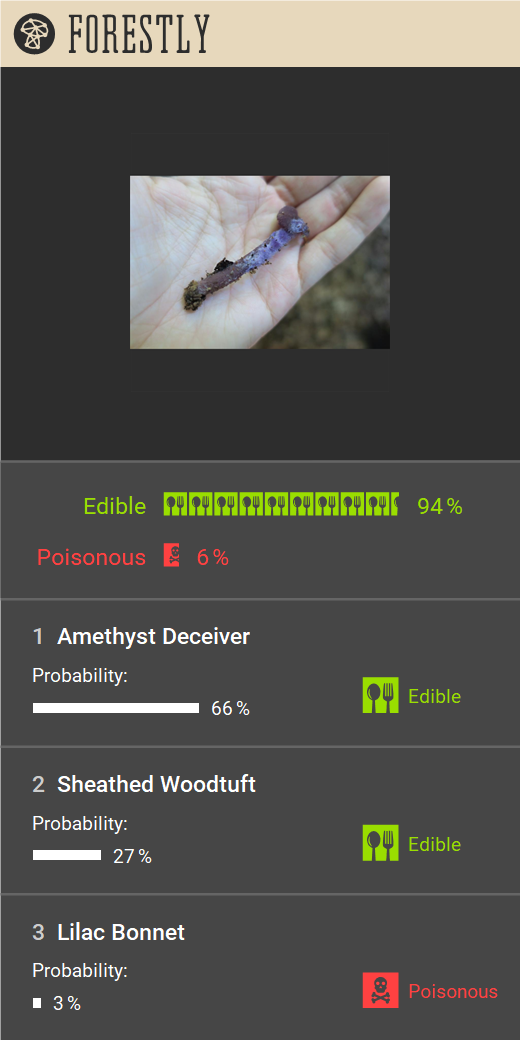 FORESTLY
Edible 94%
Poisonous 6%
1 Amethyst Deceiver
Probability:
66%
Edible
2 Sheathed Woodtuft
Probability:
27%
Edible
3 Lilac Bonnet
Probability:
3%
Poisonous